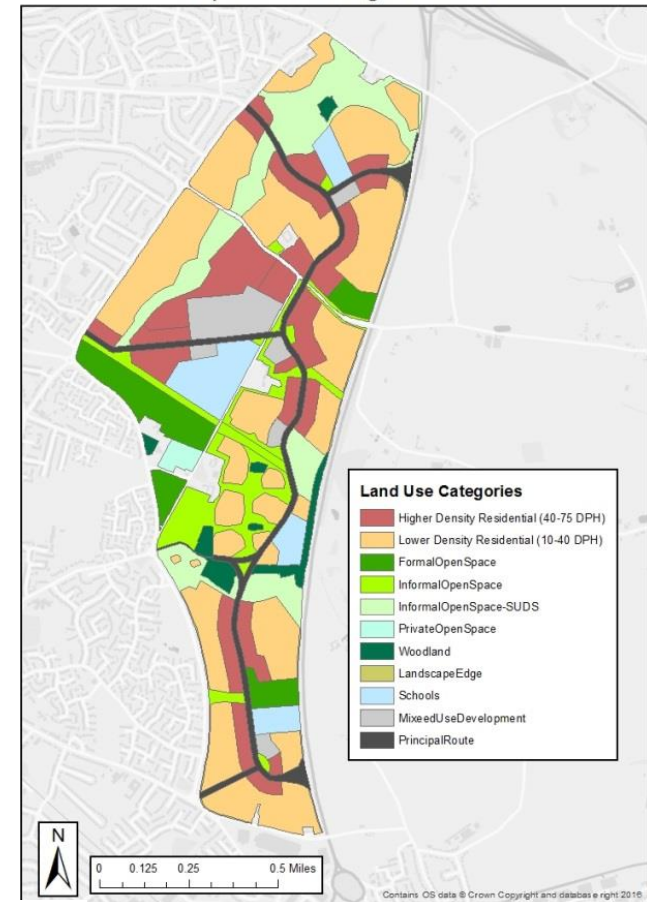 Land Use Categories
Higher Density Residential (40-75 DPH)
Lower Density Residential (10-40 DPH)
FormalOpenSpace
InformalOpenSpace
InformalOpenSpace-SUDS
PrivateOpenSpace
Woodland
LandscapeEdge
Schools
MixeedUseDevelopment
PrincipalRoute
N
0 0.125 0.25 0.5 Miles
Contains OS data © Crown Copyright and database right 2016